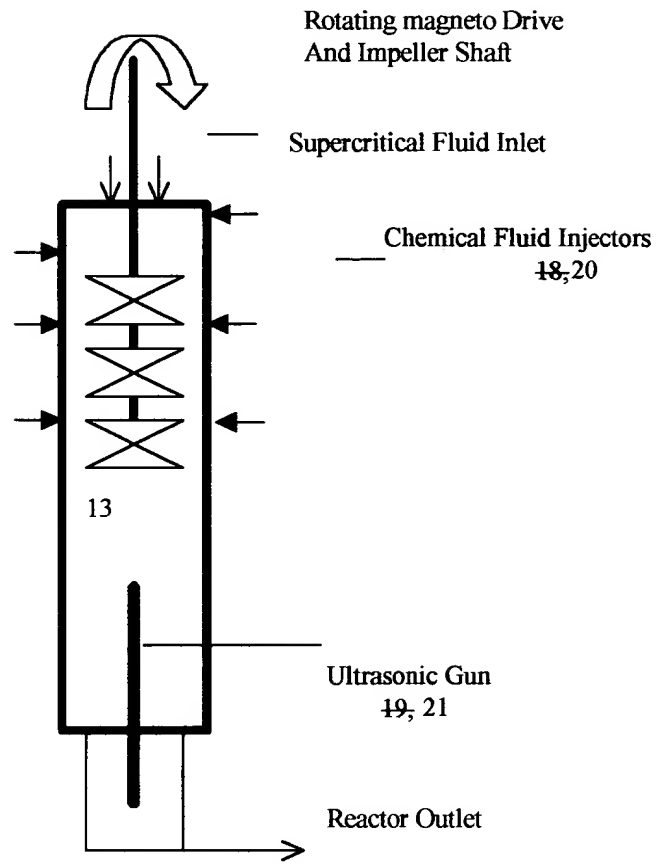 Rotating magneto Drive
And Impeller Shaft
Supercritical Fluid Inlet
Chemical Fluid Injectors
18,20
13
Ultrasonic Gun
19, 21
Reactor Outlet